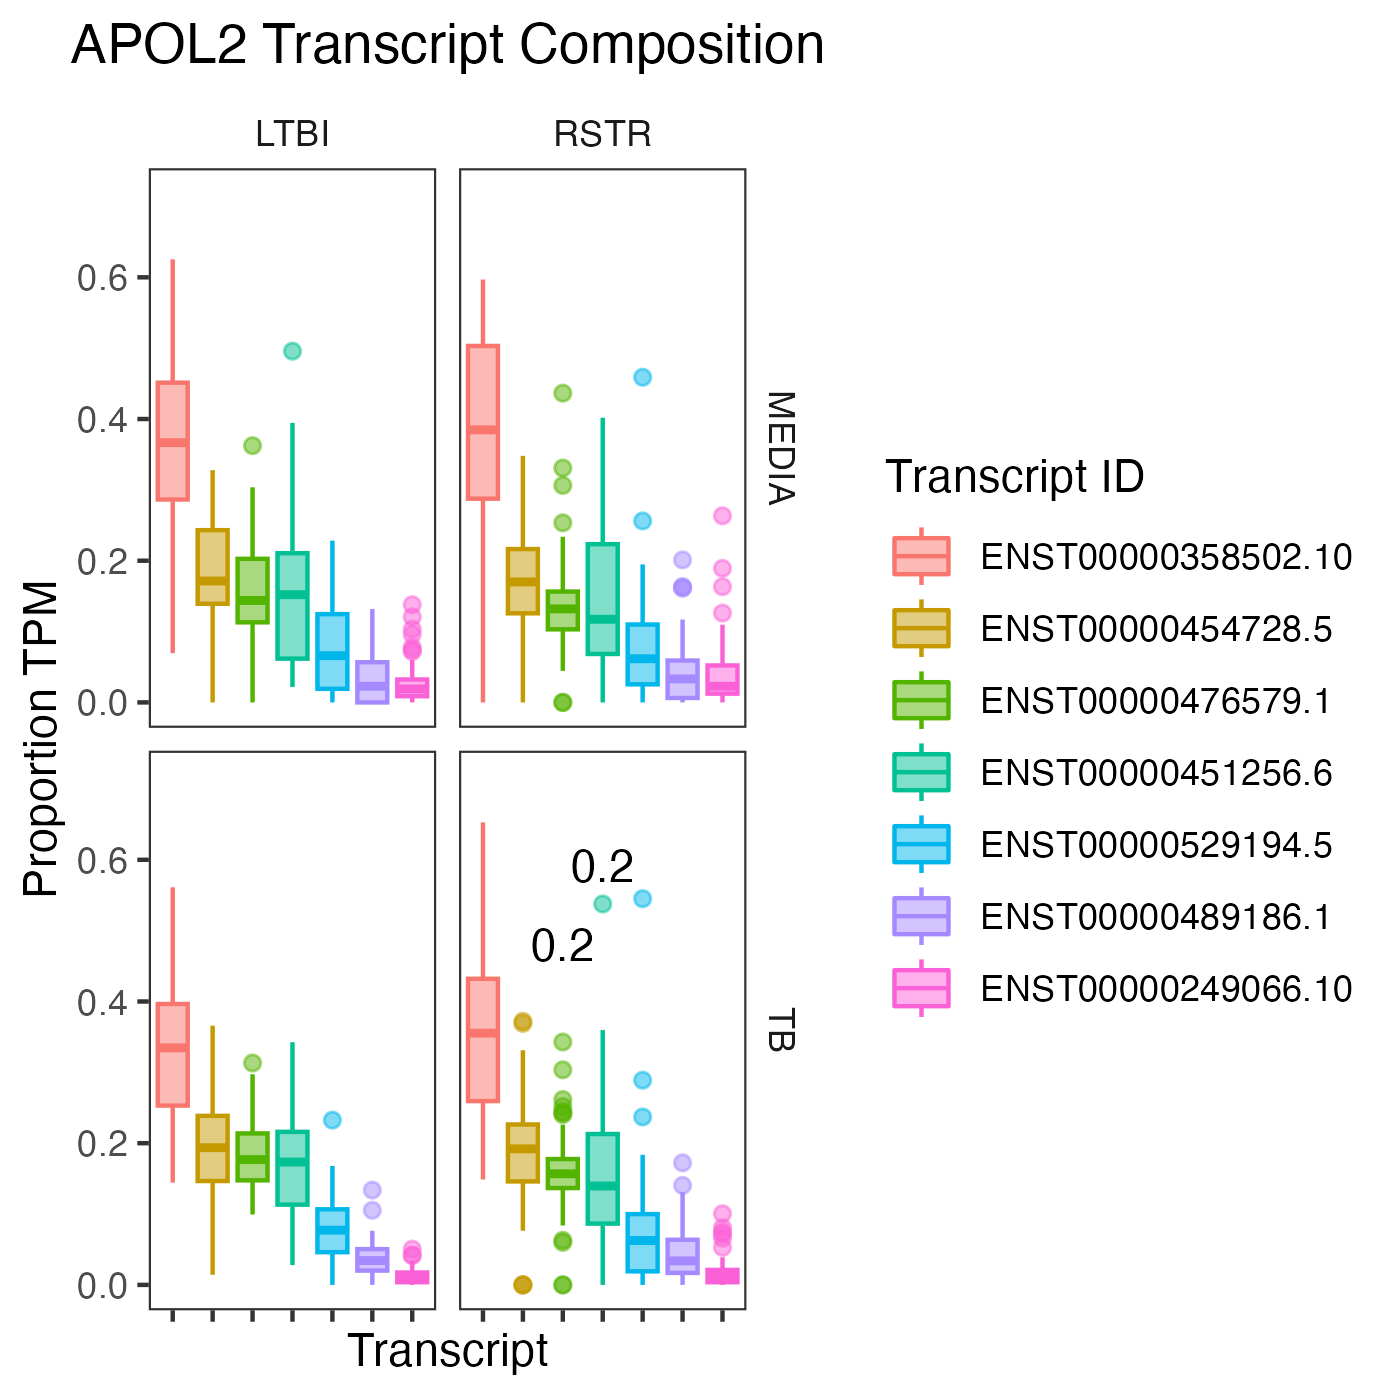 APOL2 Transcript Composition
LTBI
RSTR
0.6
0.4
0.2
0.0
MEDIA
0.6
0.4
0.2
0.0
0.2
0.2
TB
Proportion TPM
Transcript
Transcript ID
ENST00000358502.10
ENST00000454728.5
ENST00000476579.1
ENST00000451256.6
ENST00000529194.5
ENST00000489186.1
ENST00000249066.10